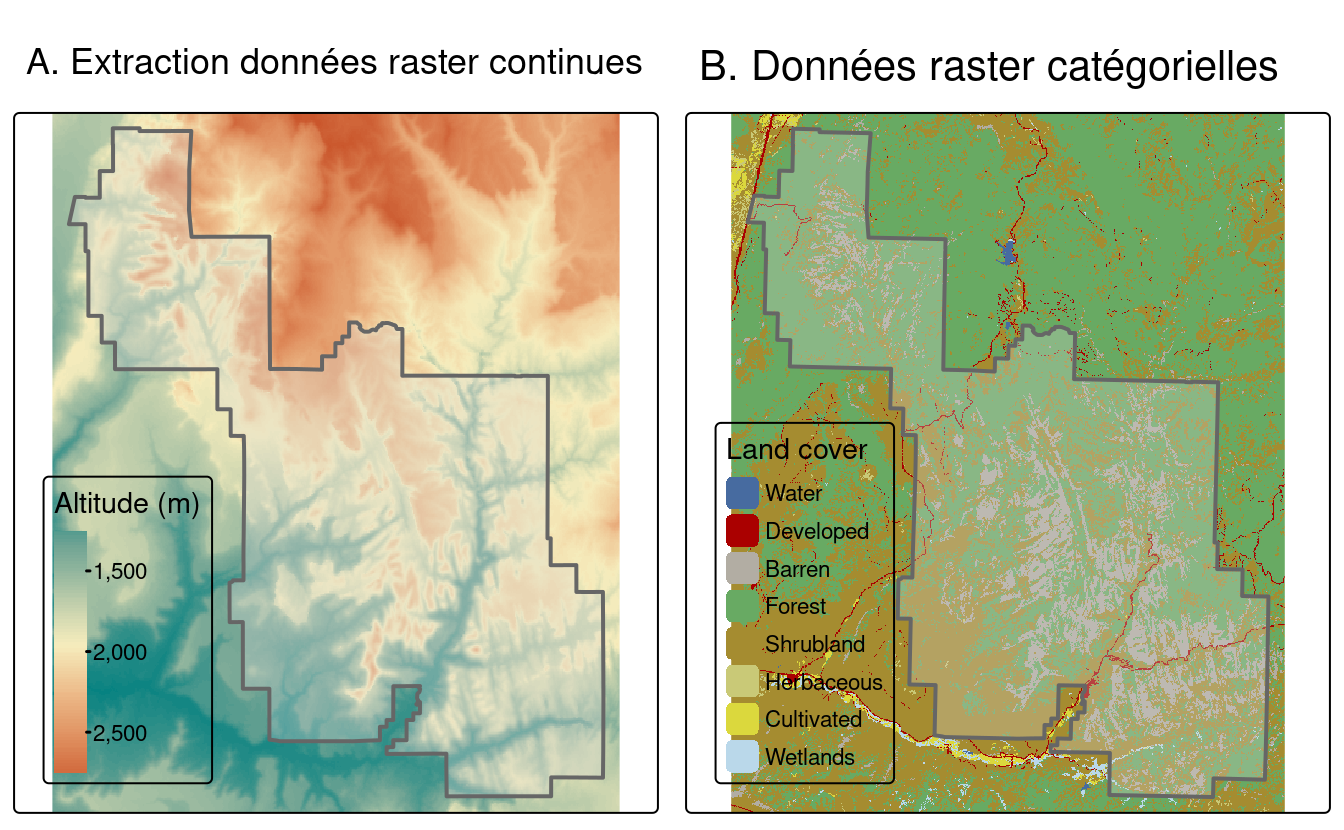 A. Extraction données raster continues
Altitude (m)
1,500
2,000
2,500
B. Données raster catégorielles
Land cover
Water
Developed
Barren
Forest
Shrubland
Herbaceous
Cultivated
Wetlands